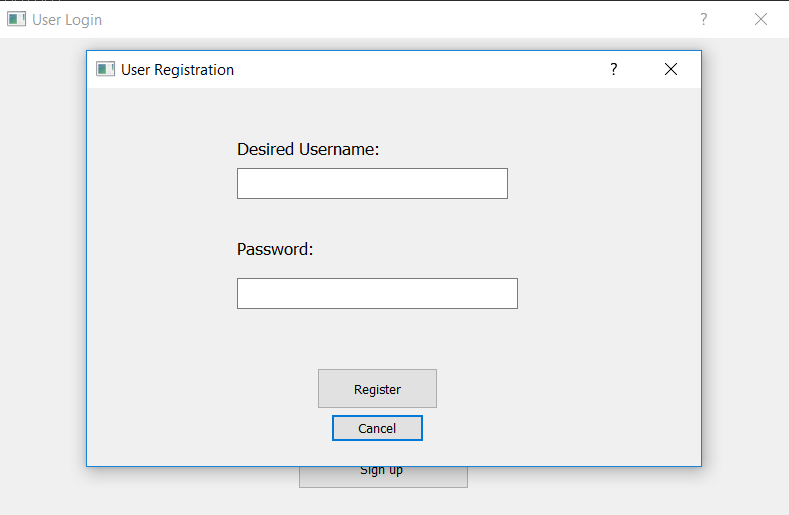 User Login
?
User Registration
?
Desired Username:
Password:
Register
Cancel
Sign up